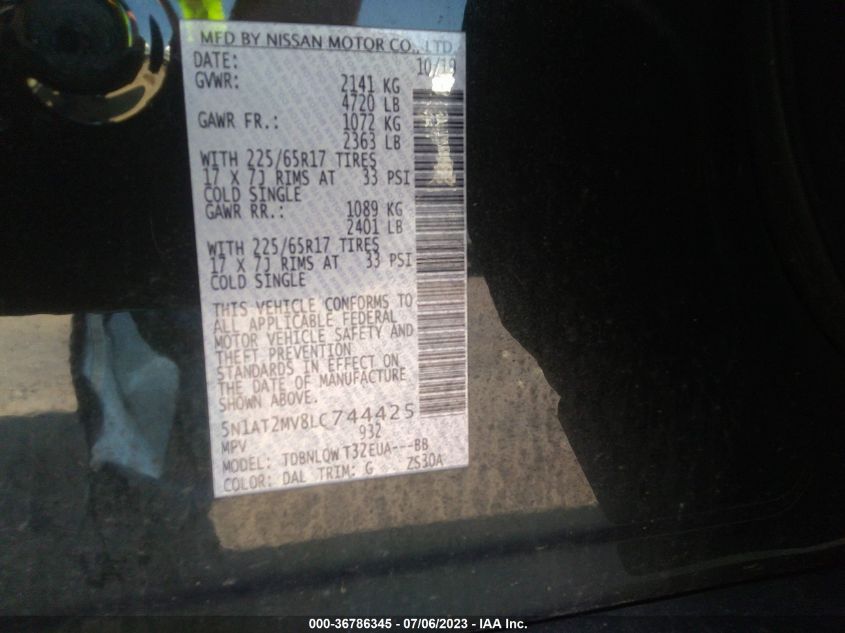 MFD BY NISSAN MOTOR CO., LTD.
DATE: 10/19
GVWR: 2141 KG
4720 LB
GAWR FR.: 1072 KG
2363 LB
WITH 225/65R17 TIRES
17 X 7J RIMS AT 33 PSI
COLD SINGLE
GAWR RR.: 1089 KG
2401 LB
WITH 225/65R17 TIRES
17 X 7J RIMS AT 33 PSI
COLD SINGLE
THIS VEHICLE CONFORMS TO
ALL APPLICABLE FEDERAL
MOTOR VEHICLE SAFETY AND
THEFT PREVENTION
STANDARDS IN EFFECT ON
THE DATE OF MANUFACTURE
SHOWN ABOVE.
5N1AT2MV8LC744425
MPV 932
MODEL: TDBNLQW T32EUA---BB
COLOR: DAL TRIM: G ZS30A
000-36786345 - 07/06/2023 - IAA Inc.